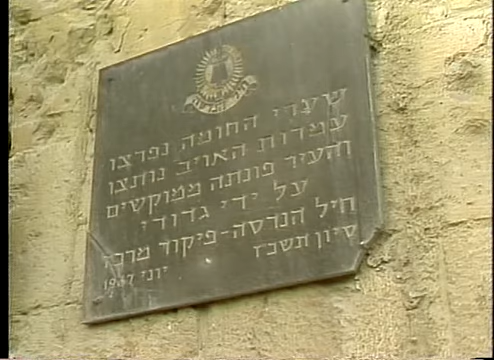 שערי החומה נפרצו
עמדות האויב נותצו
והעיר פונתה ממוקשים
על ידי גדודי
חיל הנדסה-פיקוד מרכז
סיון תשכז
יוני 1967